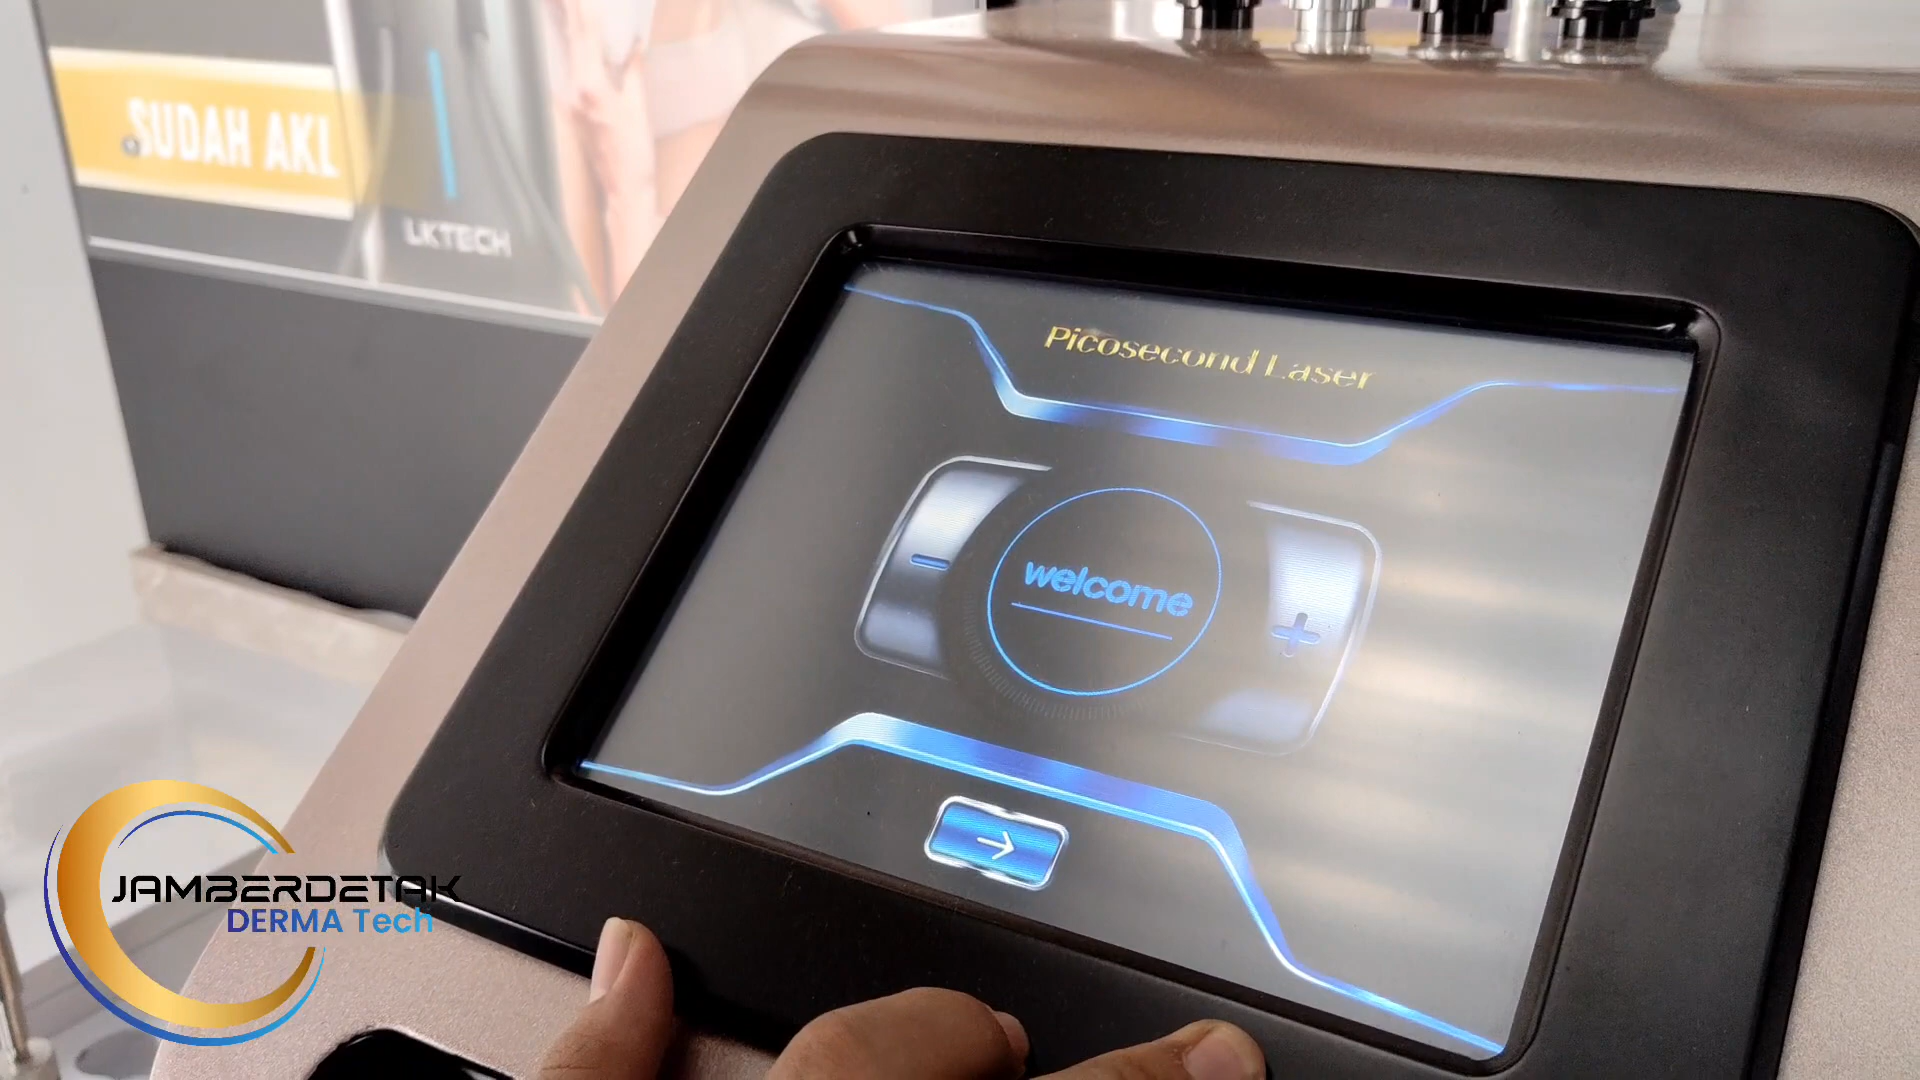 SUDAH AKL
LKTECH
Picosecond Laser
welcome
JAMBERDETAK
DERMA Tech